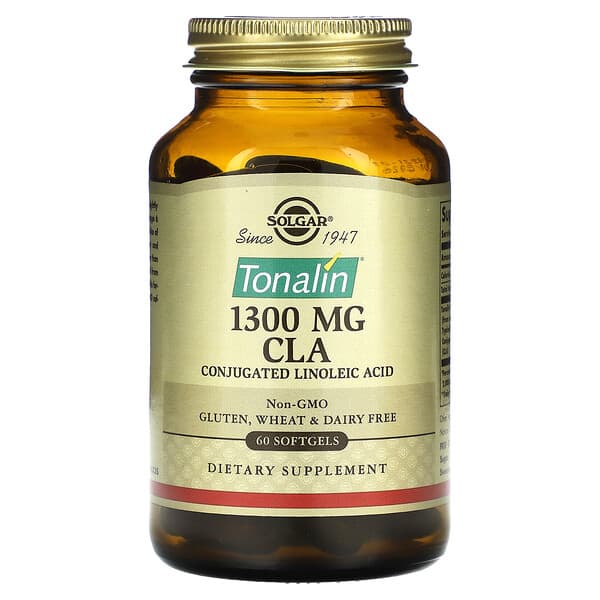 SOLGAR®
Since 1947
Tonalin®
1300 MG
CLA
CONJUGATED LINOLEIC ACID
Non-GMO
GLUTEN, WHEAT & DAIRY FREE
60 SOFTGELS
DIETARY SUPPLEMENT